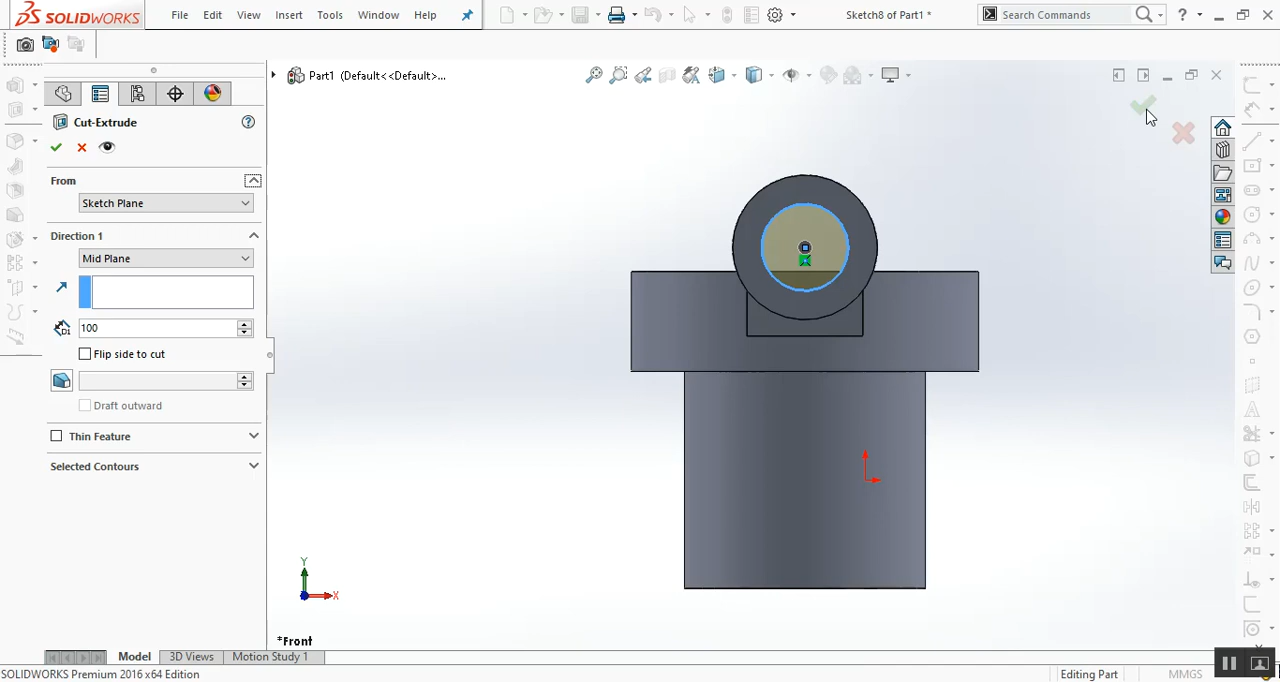 SOLIDWORKS File Edit View Insert Tools Window Help Sketch8 of Part1 * Search Commands ?
Part1 (Default<<Default>...
Cut-Extrude ?
From
Sketch Plane
Direction 1
Mid Plane
D1 100
Flip side to cut
Draft outward
Thin Feature
Selected Contours
Y
X
*Front
Model 3D Views Motion Study 1
SOLIDWORKS Premium 2016 x64 Edition Editing Part MMGS